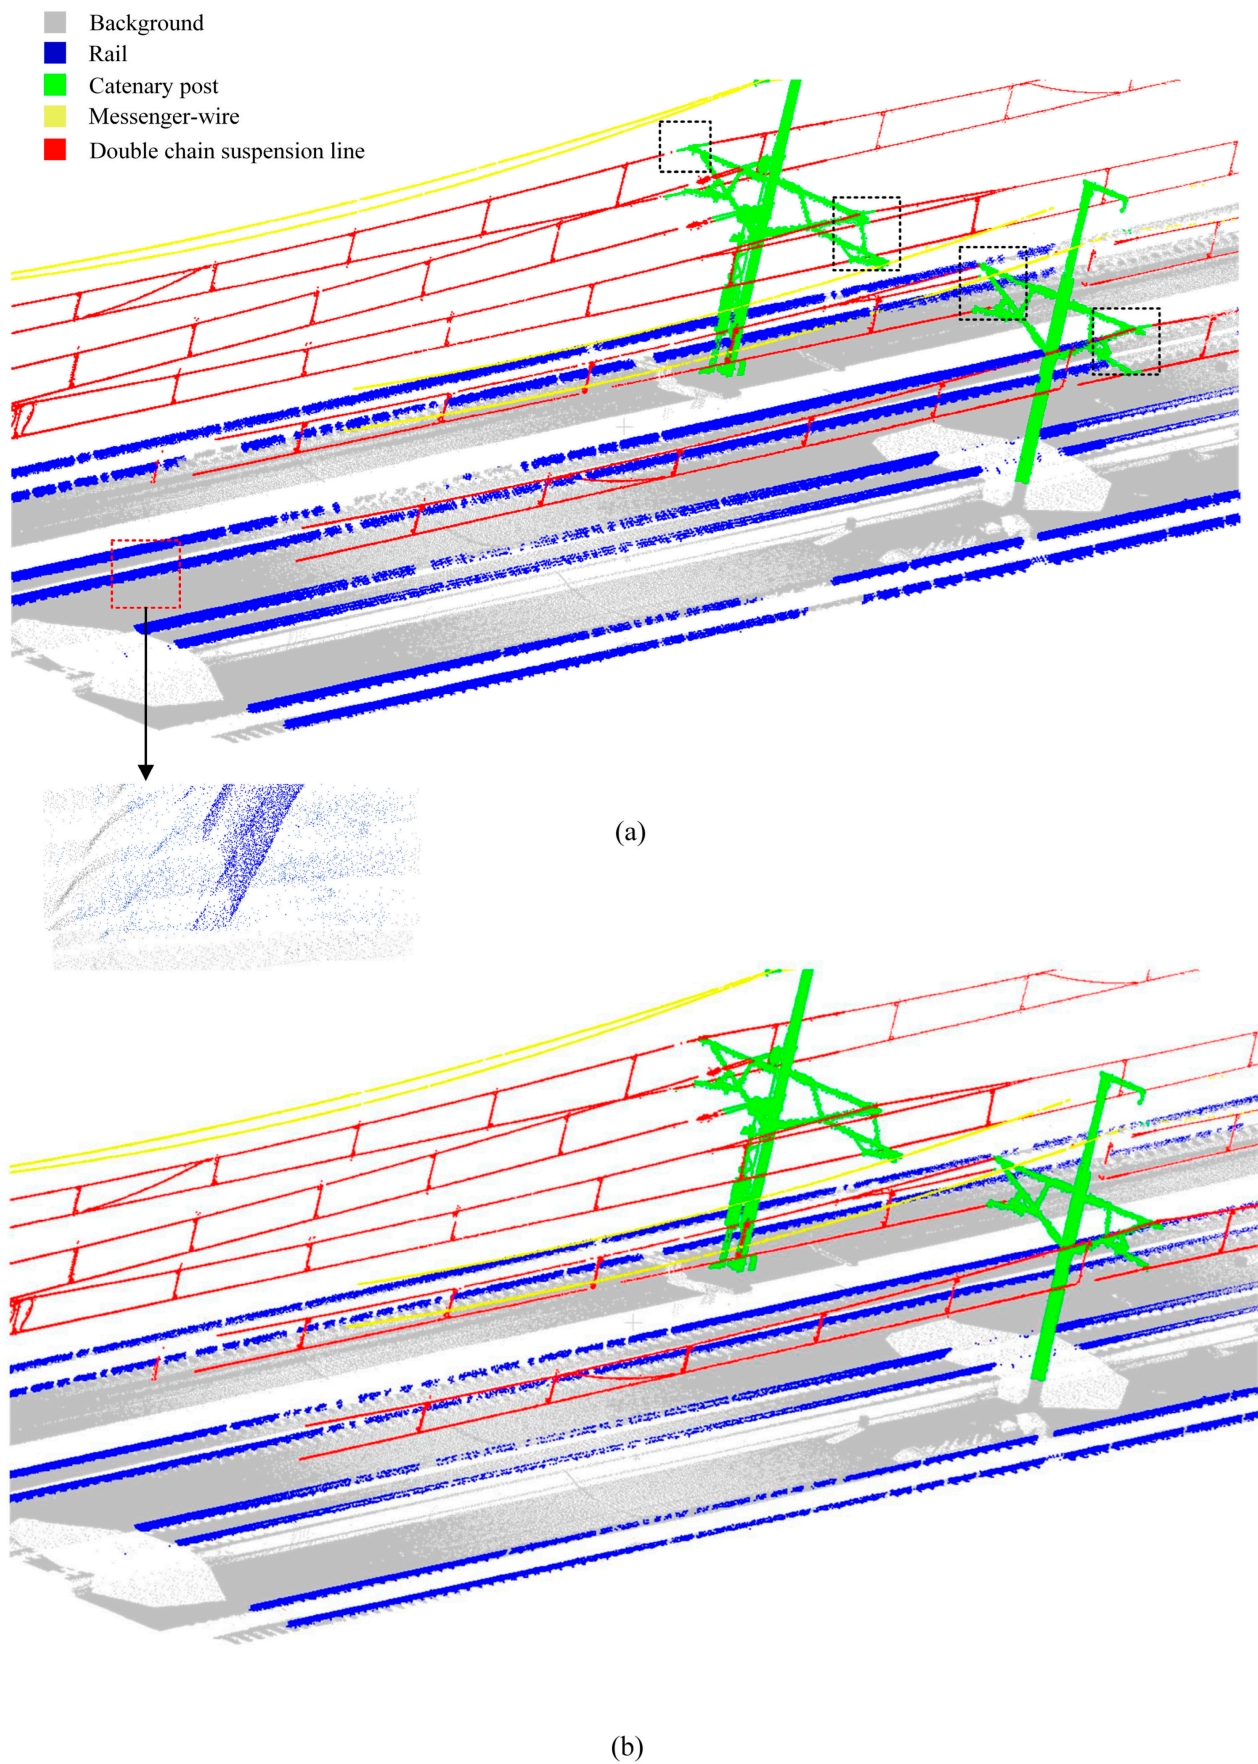 Background
Rail
Catenary post
Messenger-wire
Double chain suspension line
(a)
(b)